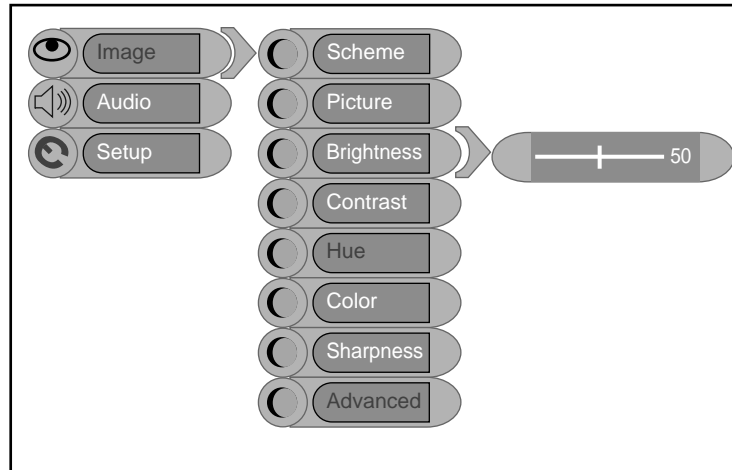 Image
Audio
Setup
Scheme
Picture
Brightness
Contrast
Hue
Color
Sharpness
Advanced
50